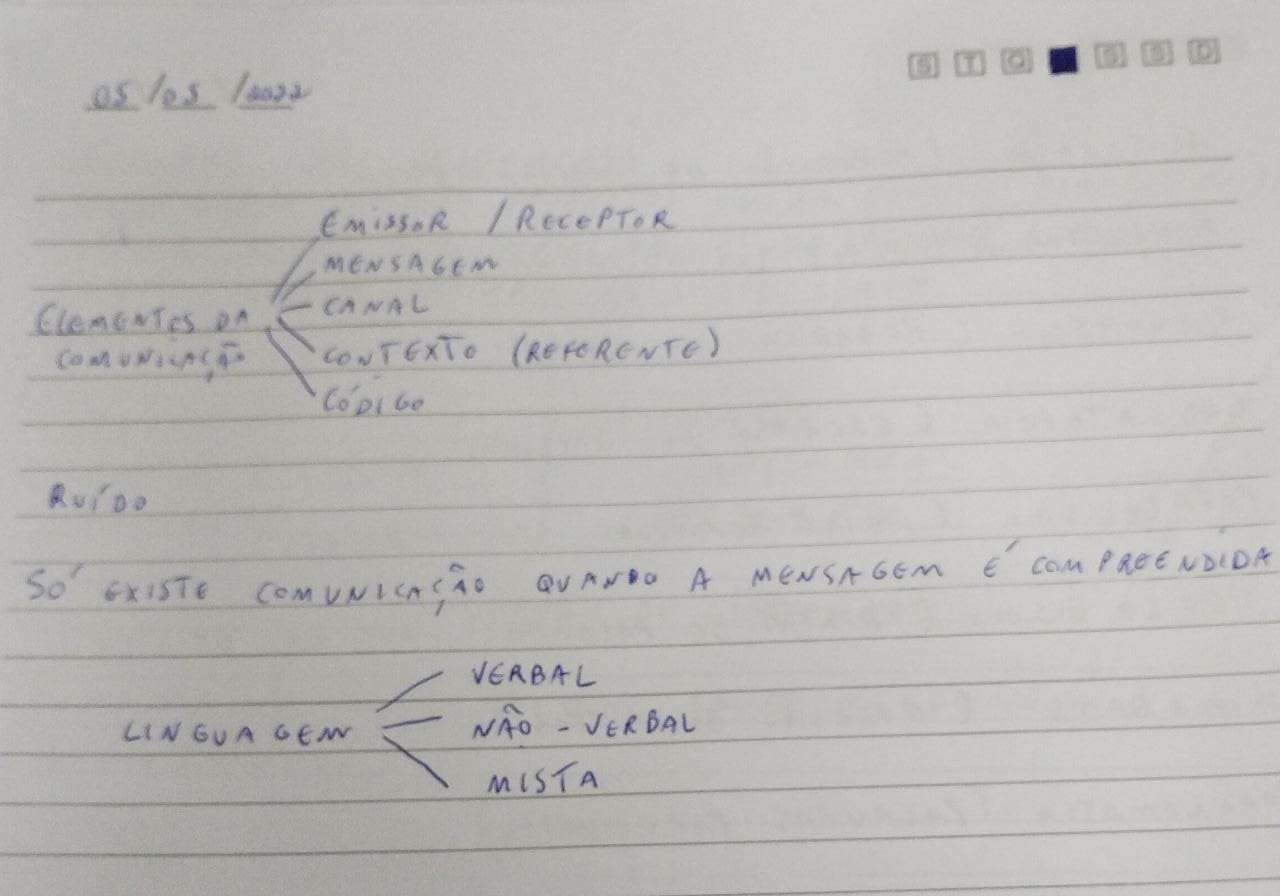 S T Q S S D
05/05/2022
EMISSOR / RECEPTOR
MENSAGEM
CANAL
ELEMENTOS DA
COMUNICAÇÃO
CONTEXTO (REFERENTE)
CÓDIGO
RUÍDO
SÓ EXISTE COMUNICAÇÃO QUANDO A MENSAGEM É COMPREENDIDA
VERBAL
LINGUAGEM
NÃO - VERBAL
MISTA